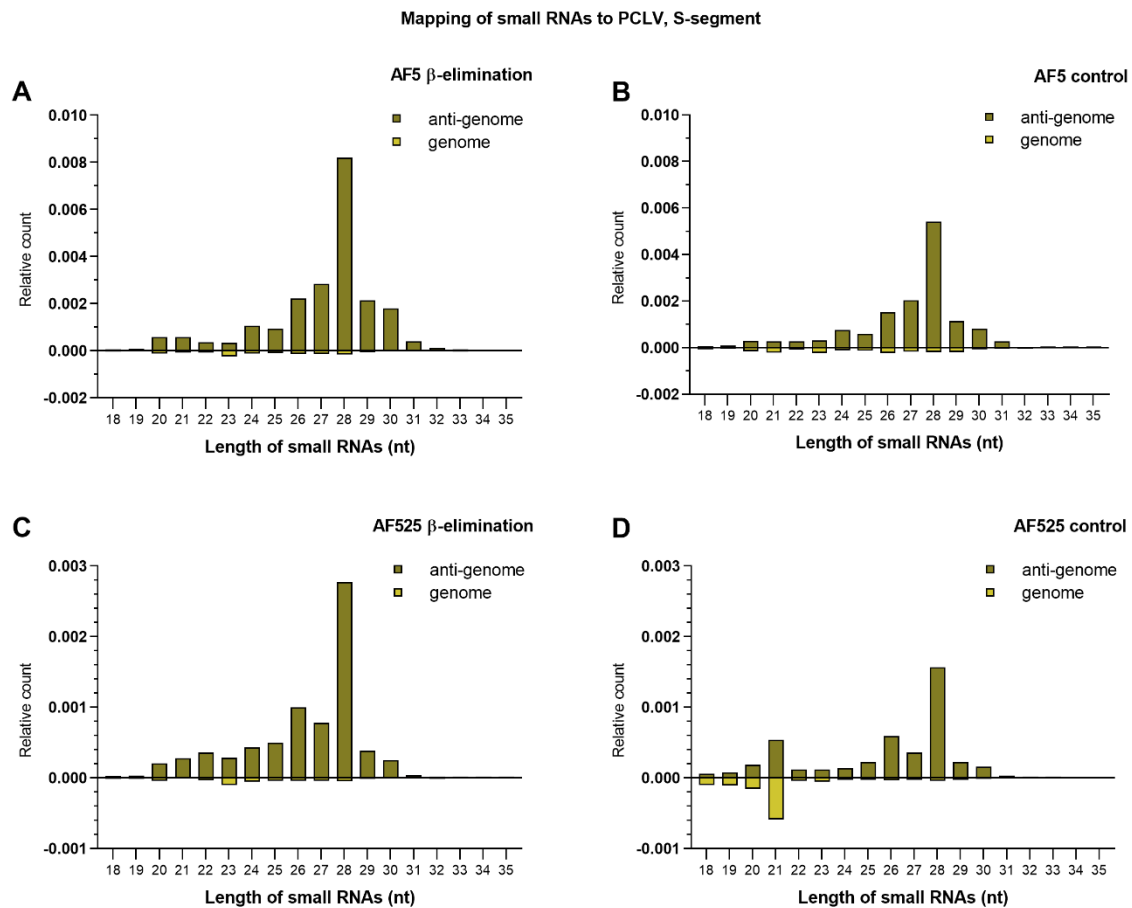 Mapping of small RNAs to PCLV, S-segment
A
AF5 β-elimination
anti-genome
genome
0.010
0.008
0.006
0.004
0.002
0.000
-0.002
Relative count
18 19 20 21 22 23 24 25 26 27 28 29 30 31 32 33 34 35
Length of small RNAs (nt)
B
AF5 control
anti-genome
genome
0.010
0.008
0.006
0.004
0.002
0.000
-0.002
Relative count
18 19 20 21 22 23 24 25 26 27 28 29 30 31 32 33 34 35
Length of small RNAs (nt)
C
AF525 β-elimination
anti-genome
genome
0.003
0.002
0.001
0.000
-0.001
Relative count
18 19 20 21 22 23 24 25 26 27 28 29 30 31 32 33 34 35
Length of small RNAs (nt)
D
AF525 control
anti-genome
genome
0.003
0.002
0.001
0.000
-0.001
Relative count
18 19 20 21 22 23 24 25 26 27 28 29 30 31 32 33 34 35
Length of small RNAs (nt)